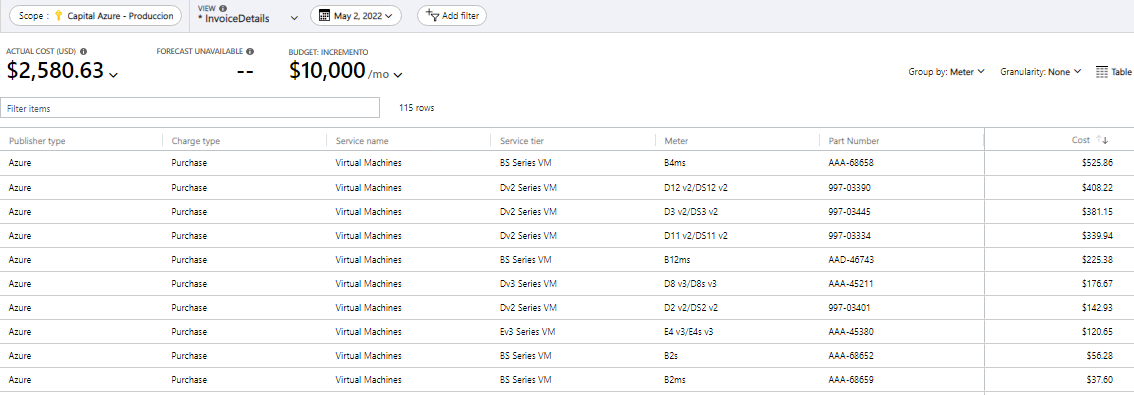 Scope : Capital Azure - Produccion VIEW * InvoiceDetails May 2, 2022 Add filter
ACTUAL COST (USD) FORECAST UNAVAILABLE BUDGET: INCREMENTO
$2,580.63 -- $10,000 /mo Group by: Meter Granularity: None Table
Filter items 115 rows
Publisher type Charge type Service name Service tier Meter Part Number Cost
Azure Purchase Virtual Machines BS Series VM B4ms AAA-68658 $525.86
Azure Purchase Virtual Machines Dv2 Series VM D12 v2/DS12 v2 997-03390 $408.22
Azure Purchase Virtual Machines Dv2 Series VM D3 v2/DS3 v2 997-03445 $381.15
Azure Purchase Virtual Machines Dv2 Series VM D11 v2/DS11 v2 997-03334 $339.94
Azure Purchase Virtual Machines BS Series VM B12ms AAD-46743 $225.38
Azure Purchase Virtual Machines Dv3 Series VM D8 v3/D8s v3 AAA-45211 $176.67
Azure Purchase Virtual Machines Dv2 Series VM D2 v2/DS2 v2 997-03401 $142.93
Azure Purchase Virtual Machines Ev3 Series VM E4 v3/E4s v3 AAA-45380 $120.65
Azure Purchase Virtual Machines BS Series VM B2s AAA-68652 $56.28
Azure Purchase Virtual Machines BS Series VM B2ms AAA-68659 $37.60